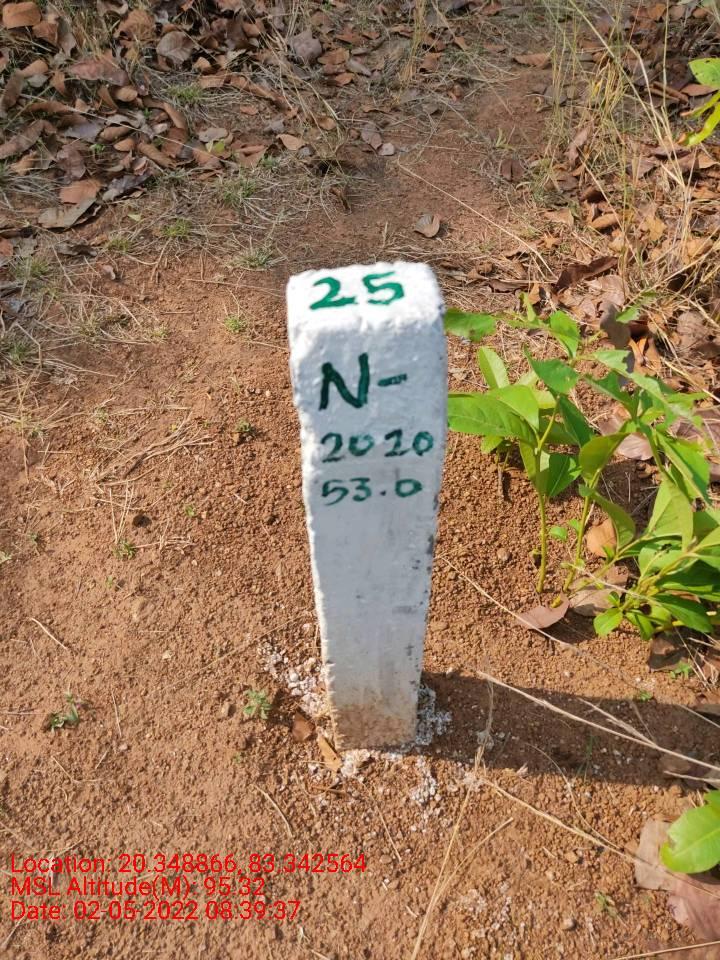 25
N-
2020
53.0
Location: 20.348866, 83.342564
MSL Altitude(M): 95.32
Date: 02-05-2022 08:39:37